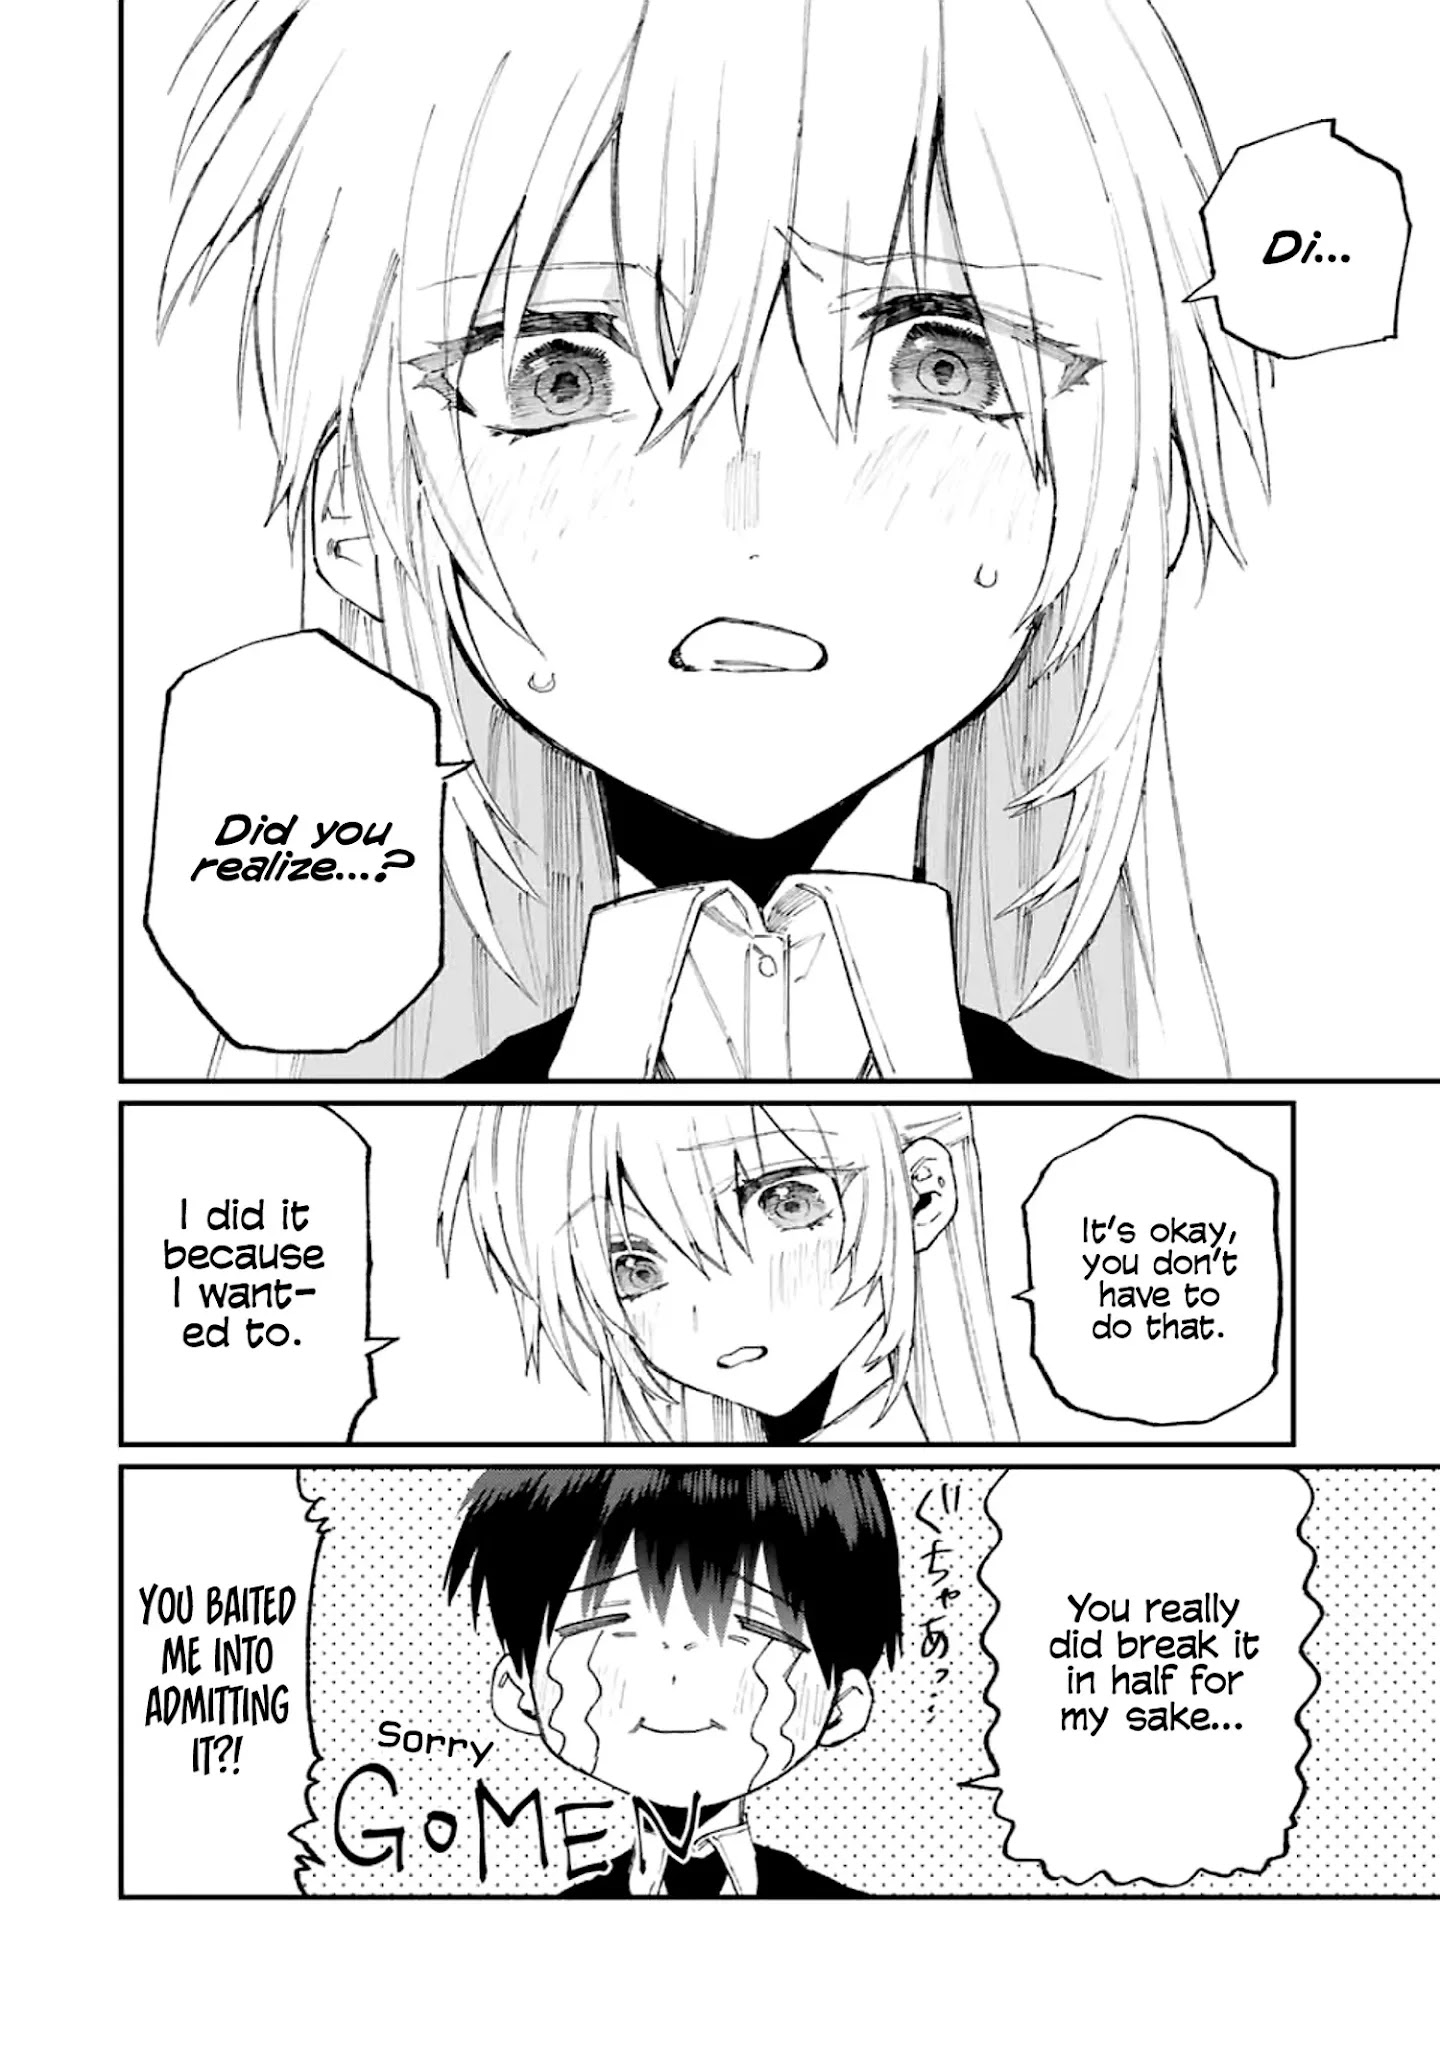 Di...
Did you
realize...?
It's okay,
you don't
have to
do that.
I did it
because
I want-
ed to.
You really
did break it
in half for
my sake...
ぐちゃあっ…
Sorry
GOMEN
YOU BAITED
ME INTO
ADMITTING
IT?!